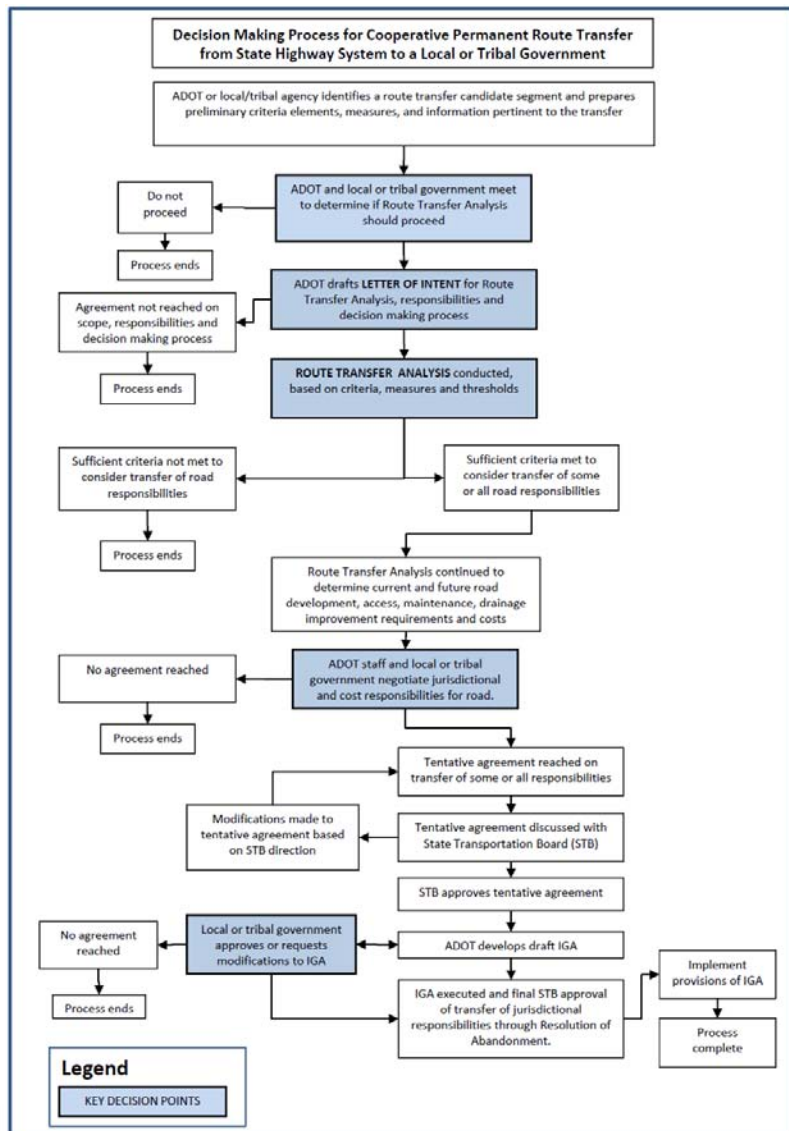 Decision Making Process for Cooperative Permanent Route Transfer
from State Highway System to a Local or Tribal Government
ADOT or local/tribal agency identifies a route transfer candidate segment and prepares
preliminary criteria elements, measures, and information pertinent to the transfer
ADOT and local or tribal government meet
to determine if Route Transfer Analysis
should proceed
Do not
proceed
Process ends
ADOT drafts LETTER OF INTENT for Route
Transfer Analysis, responsibilities and
decision making process
Agreement not reached on
scope, responsibilities and
decision making process
Process ends
ROUTE TRANSFER ANALYSIS conducted,
based on criteria, measures and thresholds
Sufficient criteria not met to
consider transfer of road
responsibilities
Process ends
Sufficient criteria met to
consider transfer of some
or all road responsibilities
Route Transfer Analysis continued to
determine current and future road
development, access, maintenance, drainage
improvement requirements and costs
ADOT staff and local or tribal
government negotiate jurisdictional
and cost responsibilities for road.
No agreement reached
Process ends
Tentative agreement reached on
transfer of some or all responsibilities
Modifications made to
tentative agreement based
on STB direction
Tentative agreement discussed with
State Transportation Board (STB)
STB approves tentative agreement
Local or tribal government
approves or requests
modifications to IGA
No agreement
reached
Process ends
ADOT develops draft IGA
IGA executed and final STB approval
of transfer of jurisdictional
responsibilities through Resolution of
Abandonment.
Implement
provisions of IGA
Process
complete
Legend
KEY DECISION POINTS